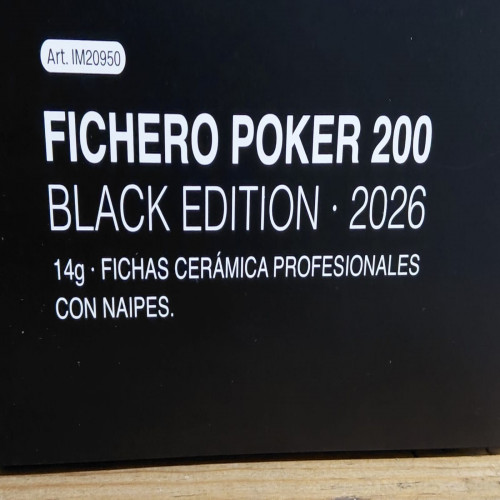 Art. IM20950
FICHERO POKER 200
BLACK EDITION · 2026
14g · FICHAS CERÁMICA PROFESIONALES
CON NAIPES.